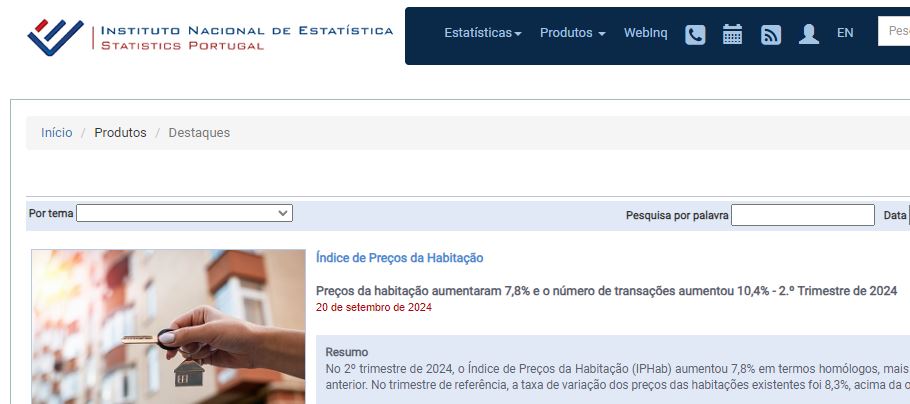 INSTITUTO NACIONAL DE ESTATÍSTICA
STATISTICS PORTUGAL
Estatísticas Produtos WebInq EN
Início / Produtos / Destaques
Por tema Pesquisa por palavra Data
Índice de Preços da Habitação
Preços da habitação aumentaram 7,8% e o número de transações aumentou 10,4% - 2.º Trimestre de 2024
20 de setembro de 2024
Resumo
No 2º trimestre de 2024, o Índice de Preços da Habitação (IPHab) aumentou 7,8% em termos homólogos, mais
anterior. No trimestre de referência, a taxa de variação dos preços das habitações existentes foi 8,3%, acima da